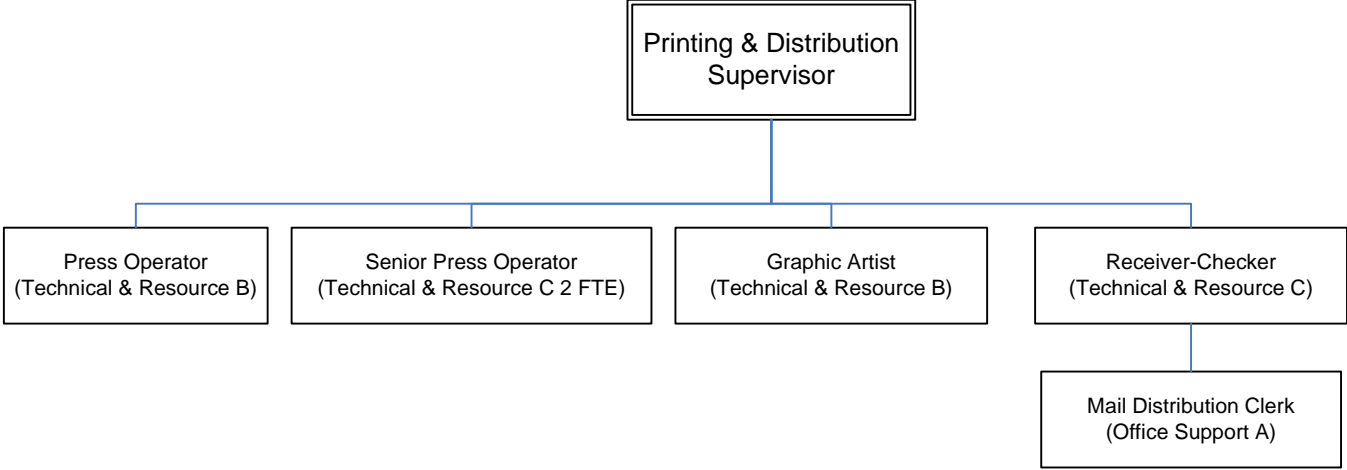 Printing & Distribution
Supervisor
Press Operator
(Technical & Resource B)
Senior Press Operator
(Technical & Resource C 2 FTE)
Graphic Artist
(Technical & Resource B)
Receiver-Checker
(Technical & Resource C)
Mail Distribution Clerk
(Office Support A)